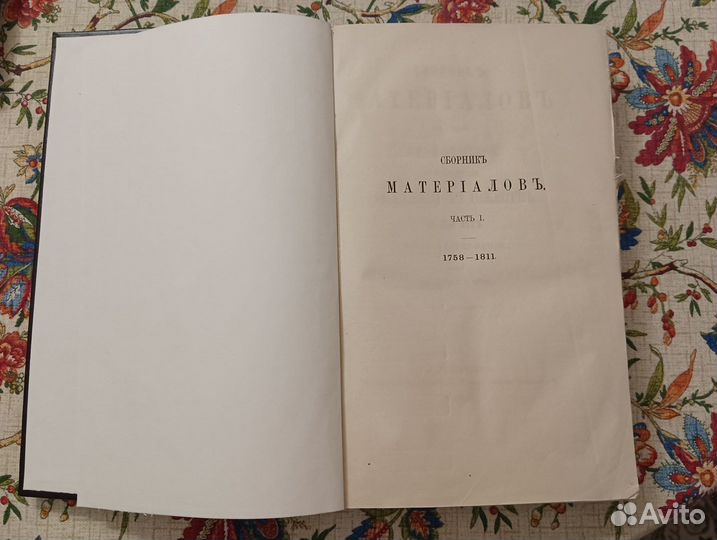 СБОРНИКЪ
МАТЕРІАЛОВЪ.
ЧАСТЬ I.
1758—1811.
Avito